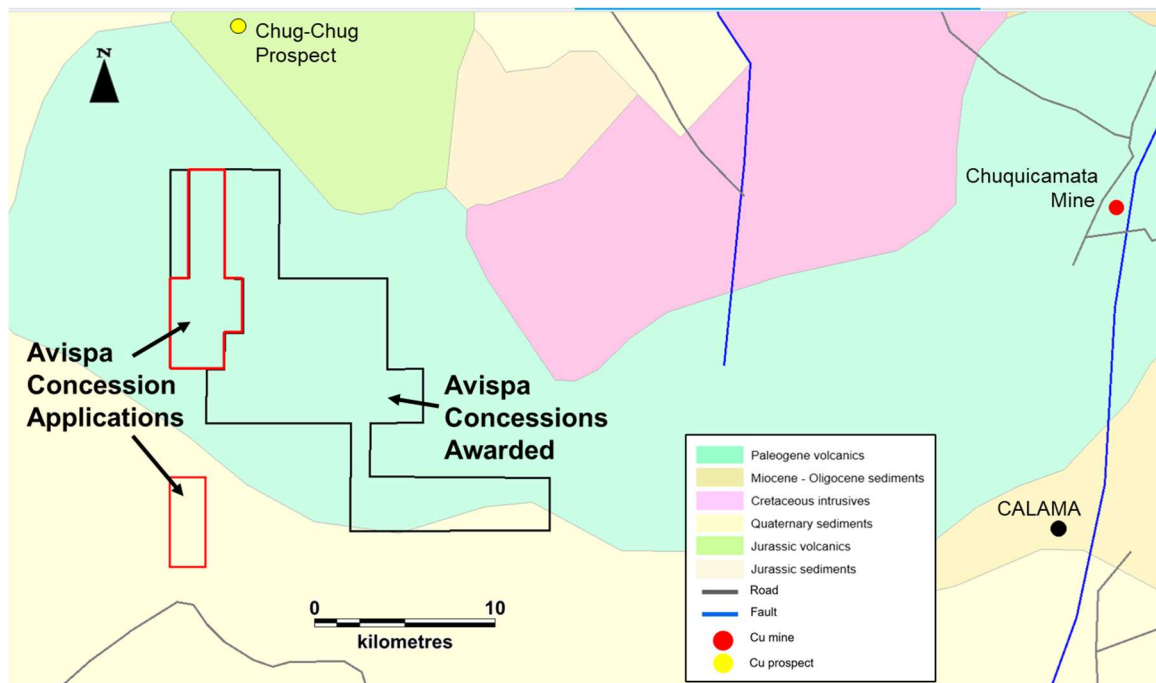 Chug-Chug
Prospect
N
Chuquicamata
Mine
Avispa
Concession
Applications
Avispa
Concessions
Awarded
CALAMA
0 10
kilometres
Paleogene volcanics
Miocene - Oligocene sediments
Cretaceous intrusives
Quaternary sediments
Jurassic volcanics
Jurassic sediments
Road
Fault
Cu mine
Cu prospect